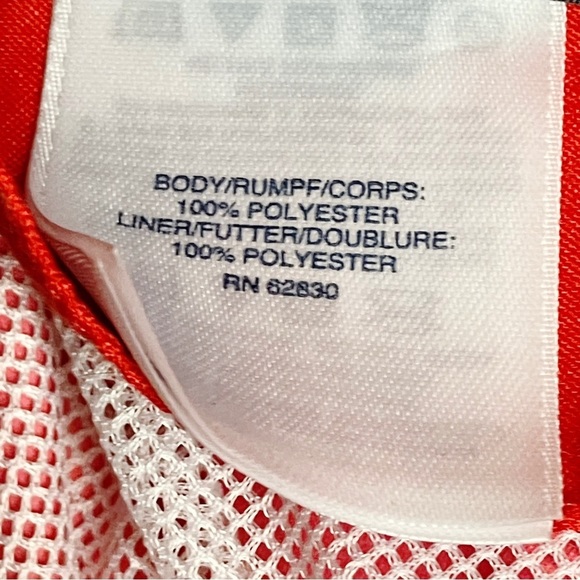 BODY/RUMPF/CORPS:
100% POLYESTER
LINER/FUTTER/DOUBLURE:
100% POLYESTER
RN 62830